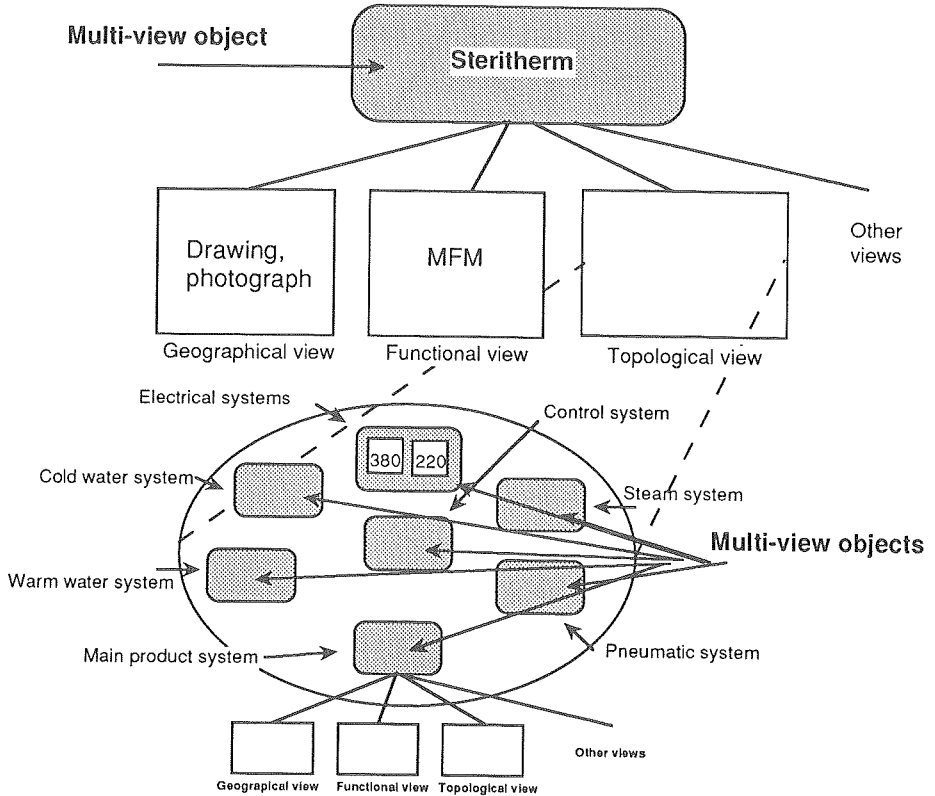 Multi-view object
Steritherm
Drawing,
photograph
MFM
Other
views
Geographical view
Functional view
Topological view
Electrical systems
Control system
380
220
Cold water system
Steam system
Multi-view objects
Warm water system
Main product system
Pneumatic system
Other views
Geograpical view
Functional view
Topological view